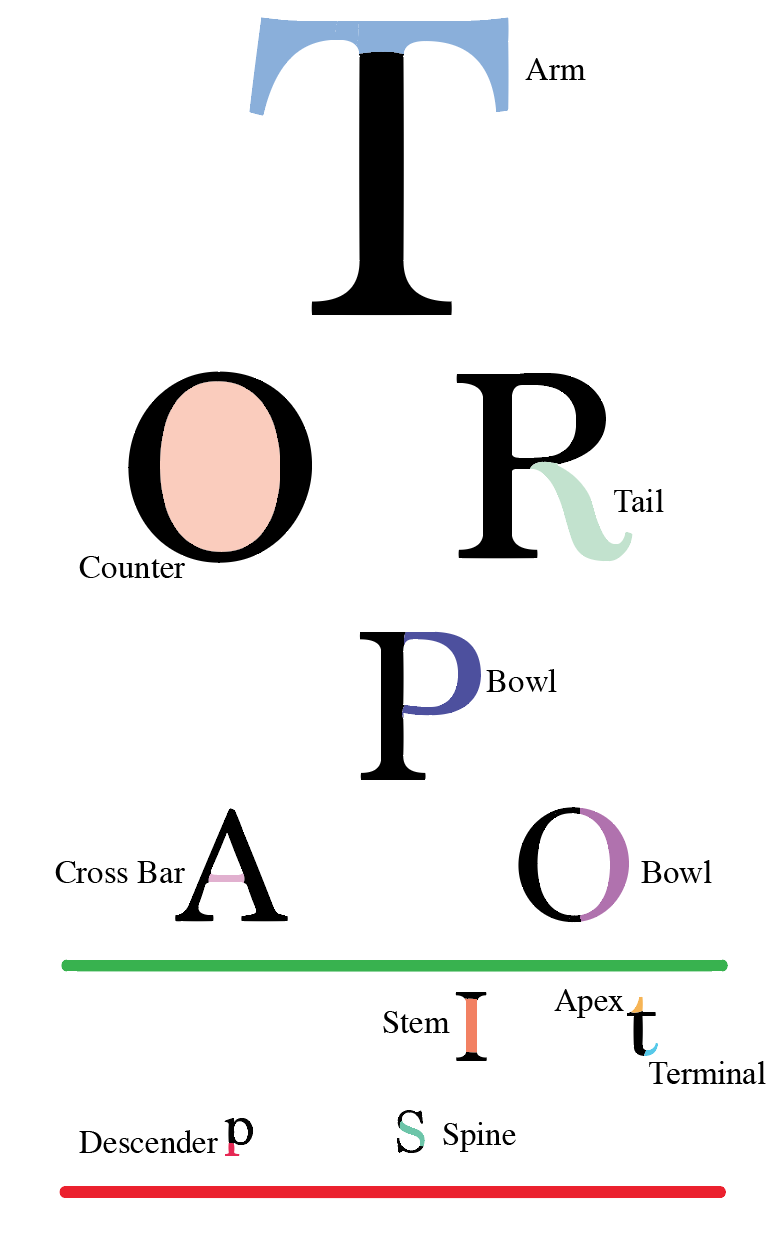 T Arm
O R
Tail
Counter
P Bowl
Cross Bar A O Bowl
Stem I Apex t
Terminal
Descender p S Spine